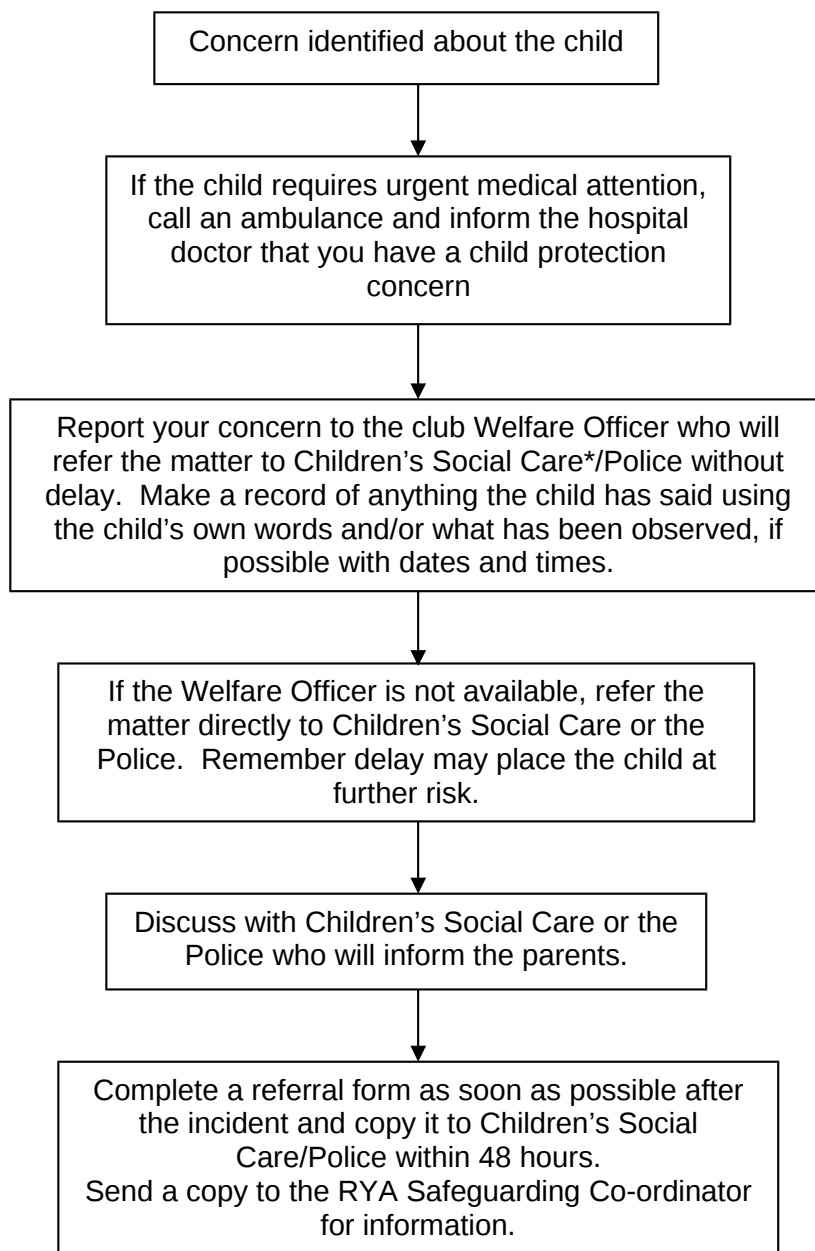 Concern identified about the child
If the child requires urgent medical attention,
call an ambulance and inform the hospital
doctor that you have a child protection
concern
Report your concern to the club Welfare Officer who will
refer the matter to Children’s Social Care*/Police without
delay.  Make a record of anything the child has said using
the child’s own words and/or what has been observed, if
possible with dates and times.
If the Welfare Officer is not available, refer the
matter directly to Children’s Social Care or the
Police.  Remember delay may place the child at
further risk.
Discuss with Children’s Social Care or the
Police who will inform the parents.
Complete a referral form as soon as possible after
the incident and copy it to Children’s Social
Care/Police within 48 hours.
Send a copy to the RYA Safeguarding Co-ordinator
for information.